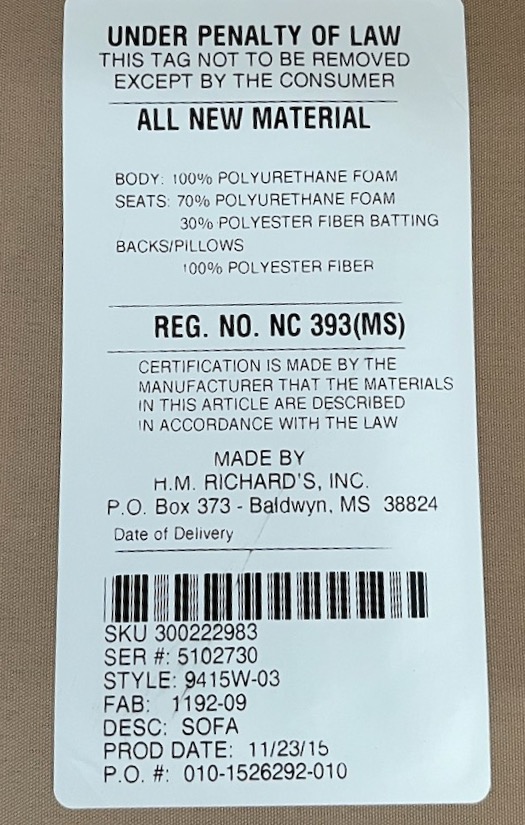 UNDER PENALTY OF LAW
THIS TAG NOT TO BE REMOVED
EXCEPT BY THE CONSUMER
ALL NEW MATERIAL
BODY: 100% POLYURETHANE FOAM
SEATS: 70% POLYURETHANE FOAM
30% POLYESTER FIBER BATTING
BACKS/PILLOWS
100% POLYESTER FIBER
REG. NO. NC 393(MS)
CERTIFICATION IS MADE BY THE
MANUFACTURER THAT THE MATERIALS
IN THIS ARTICLE ARE DESCRIBED
IN ACCORDANCE WITH THE LAW
MADE BY
H.M. RICHARD'S, INC.
P.O. Box 373 - Baldwyn, MS 38824
Date of Delivery
SKU 300222983
SER #: 5102730
STYLE: 9415W-03
FAB: 1192-09
DESC: SOFA
PROD DATE: 11/23/15
P.O. #: 010-1526292-010